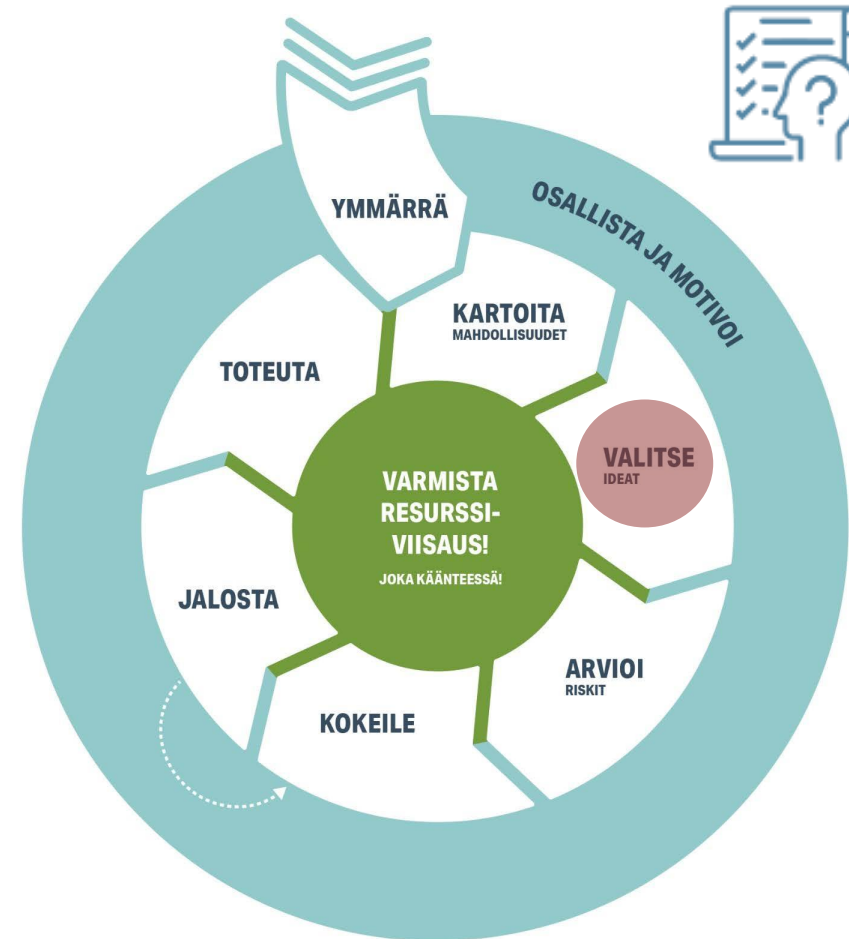 YMMÄRRÄ
OSALLISTA JA MOTIVOI
KARTOITA
MAHDOLLISUUDET
TOTEUTA
VALITSE
IDEAT
VARMISTA
RESURSSI-
VIISAUS!
JOKA KÄÄNTEESSÄ!
JALOSTA
ARVIOI
RISKIT
KOKEILE
?